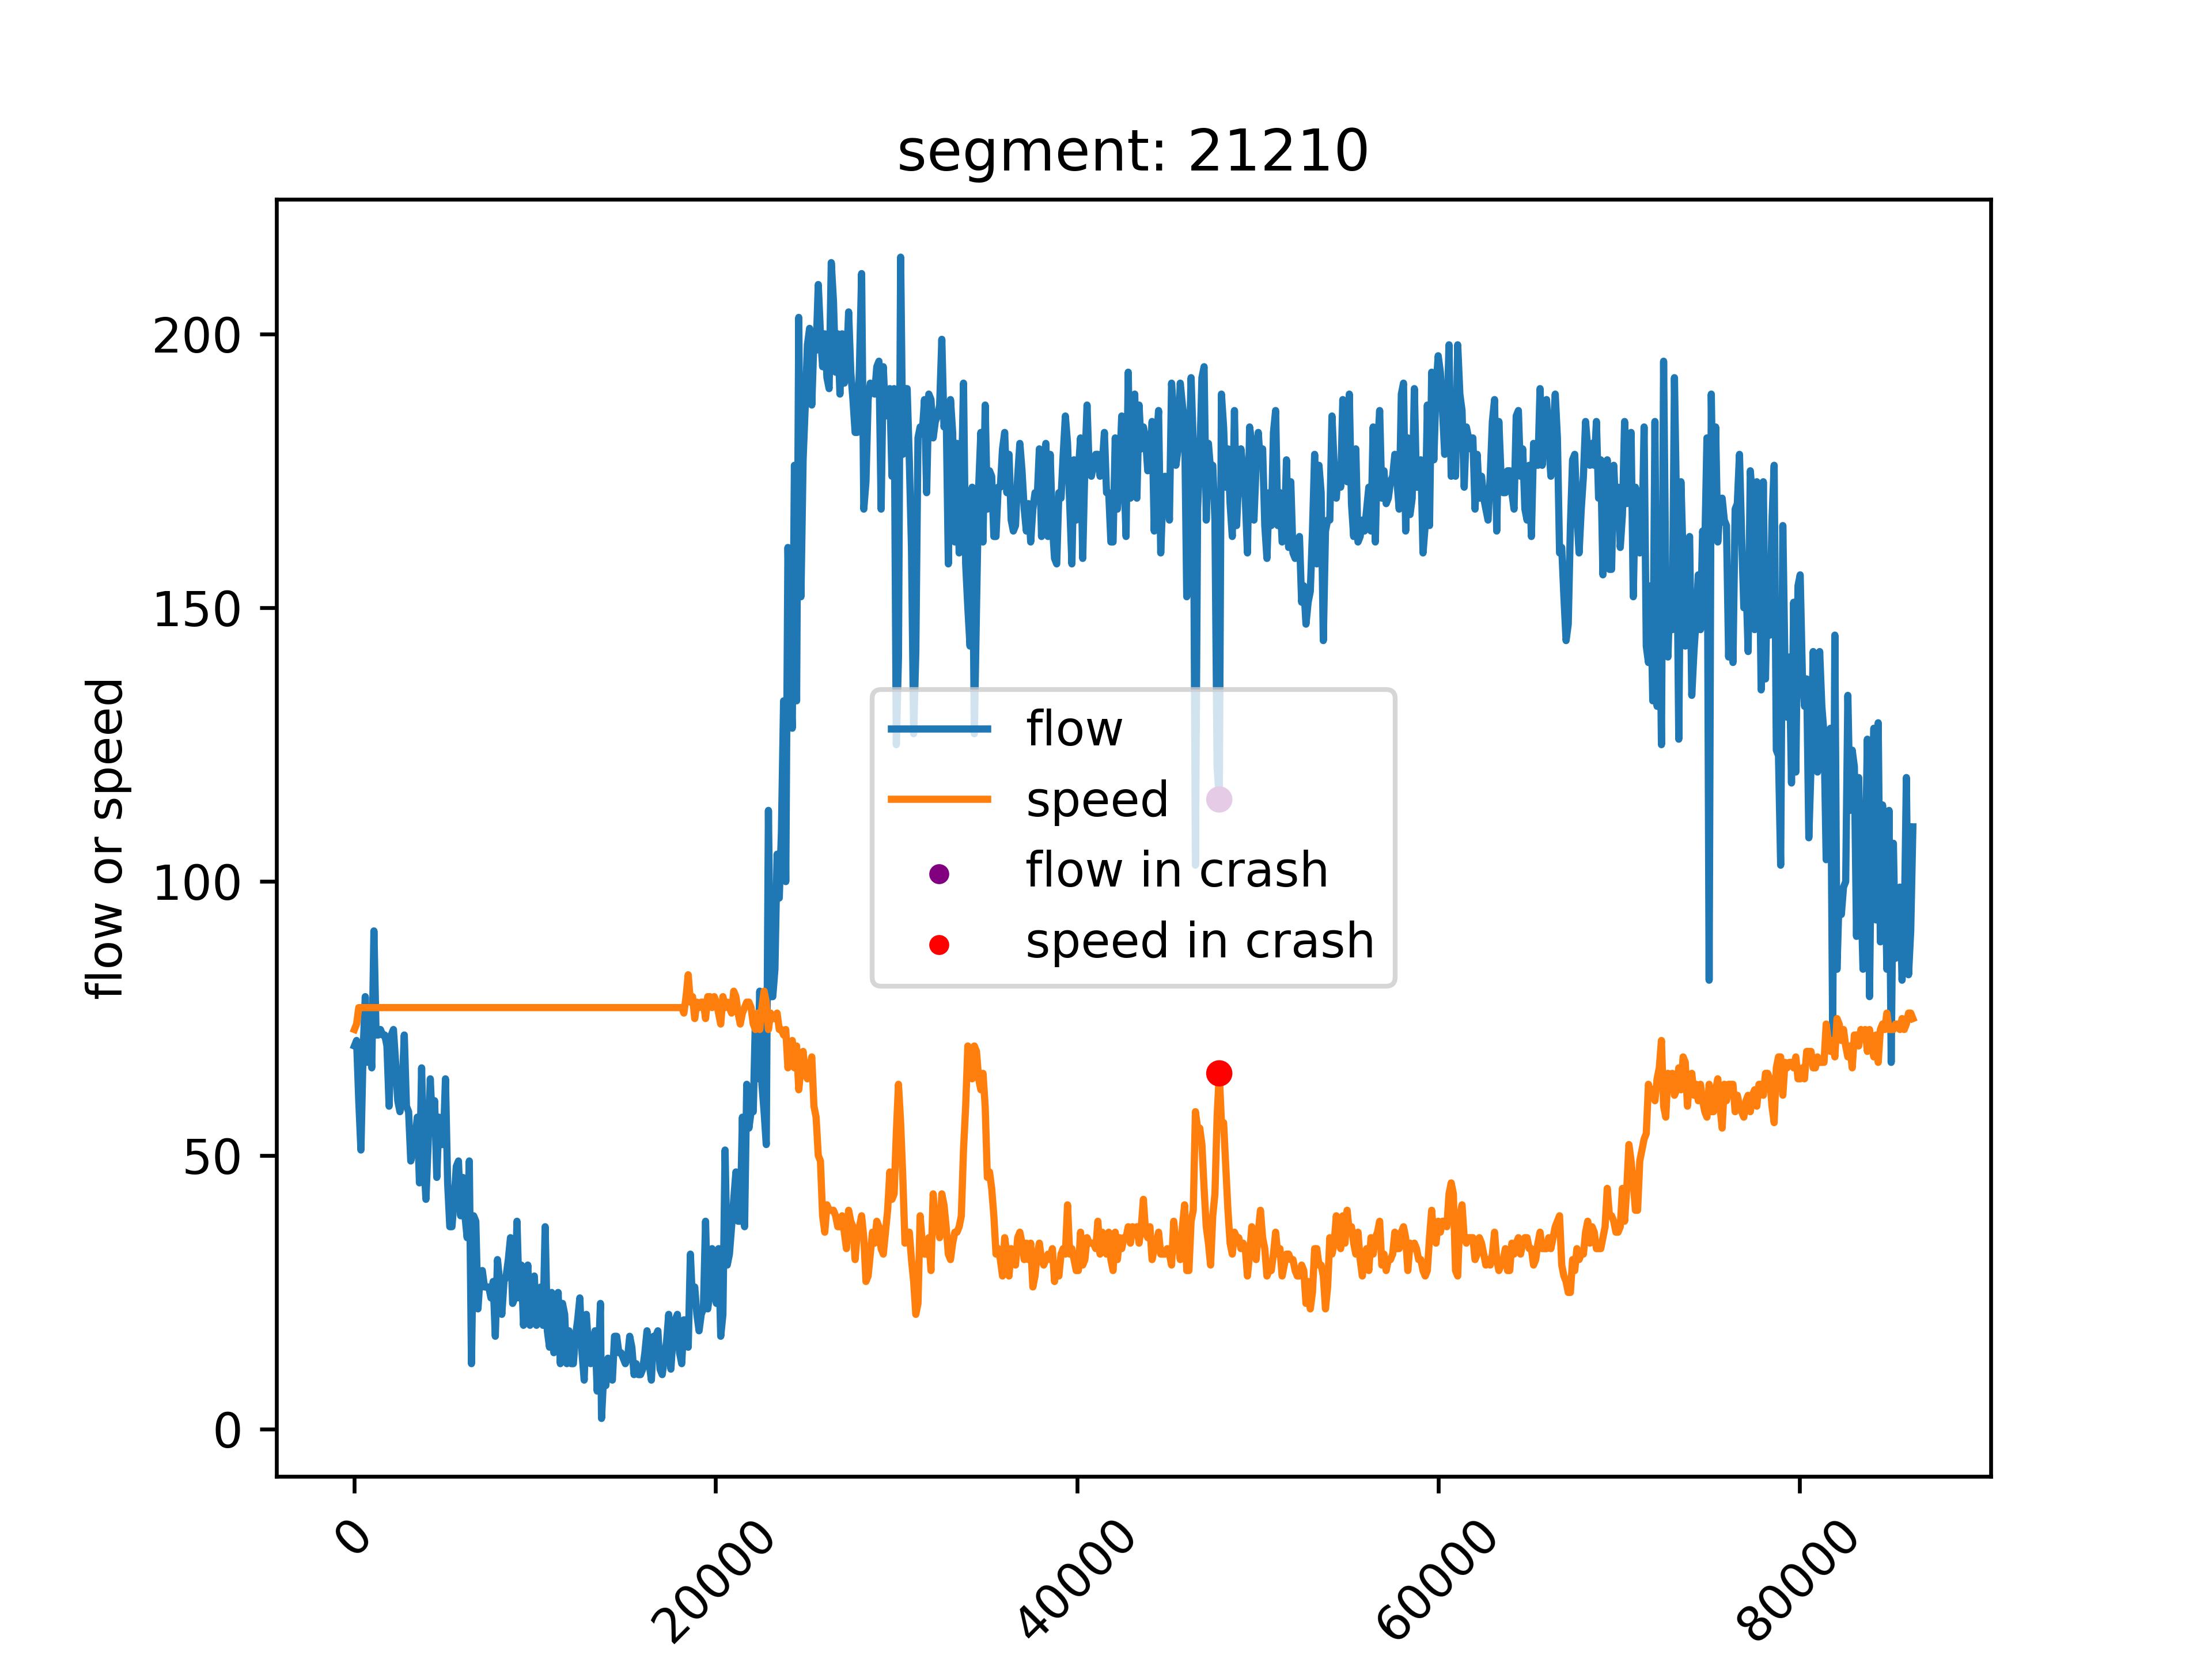 segment: 21210
flow or speed
200
150
100
50
0
flow
speed
flow in crash
speed in crash
0
20000
40000
60000
80000